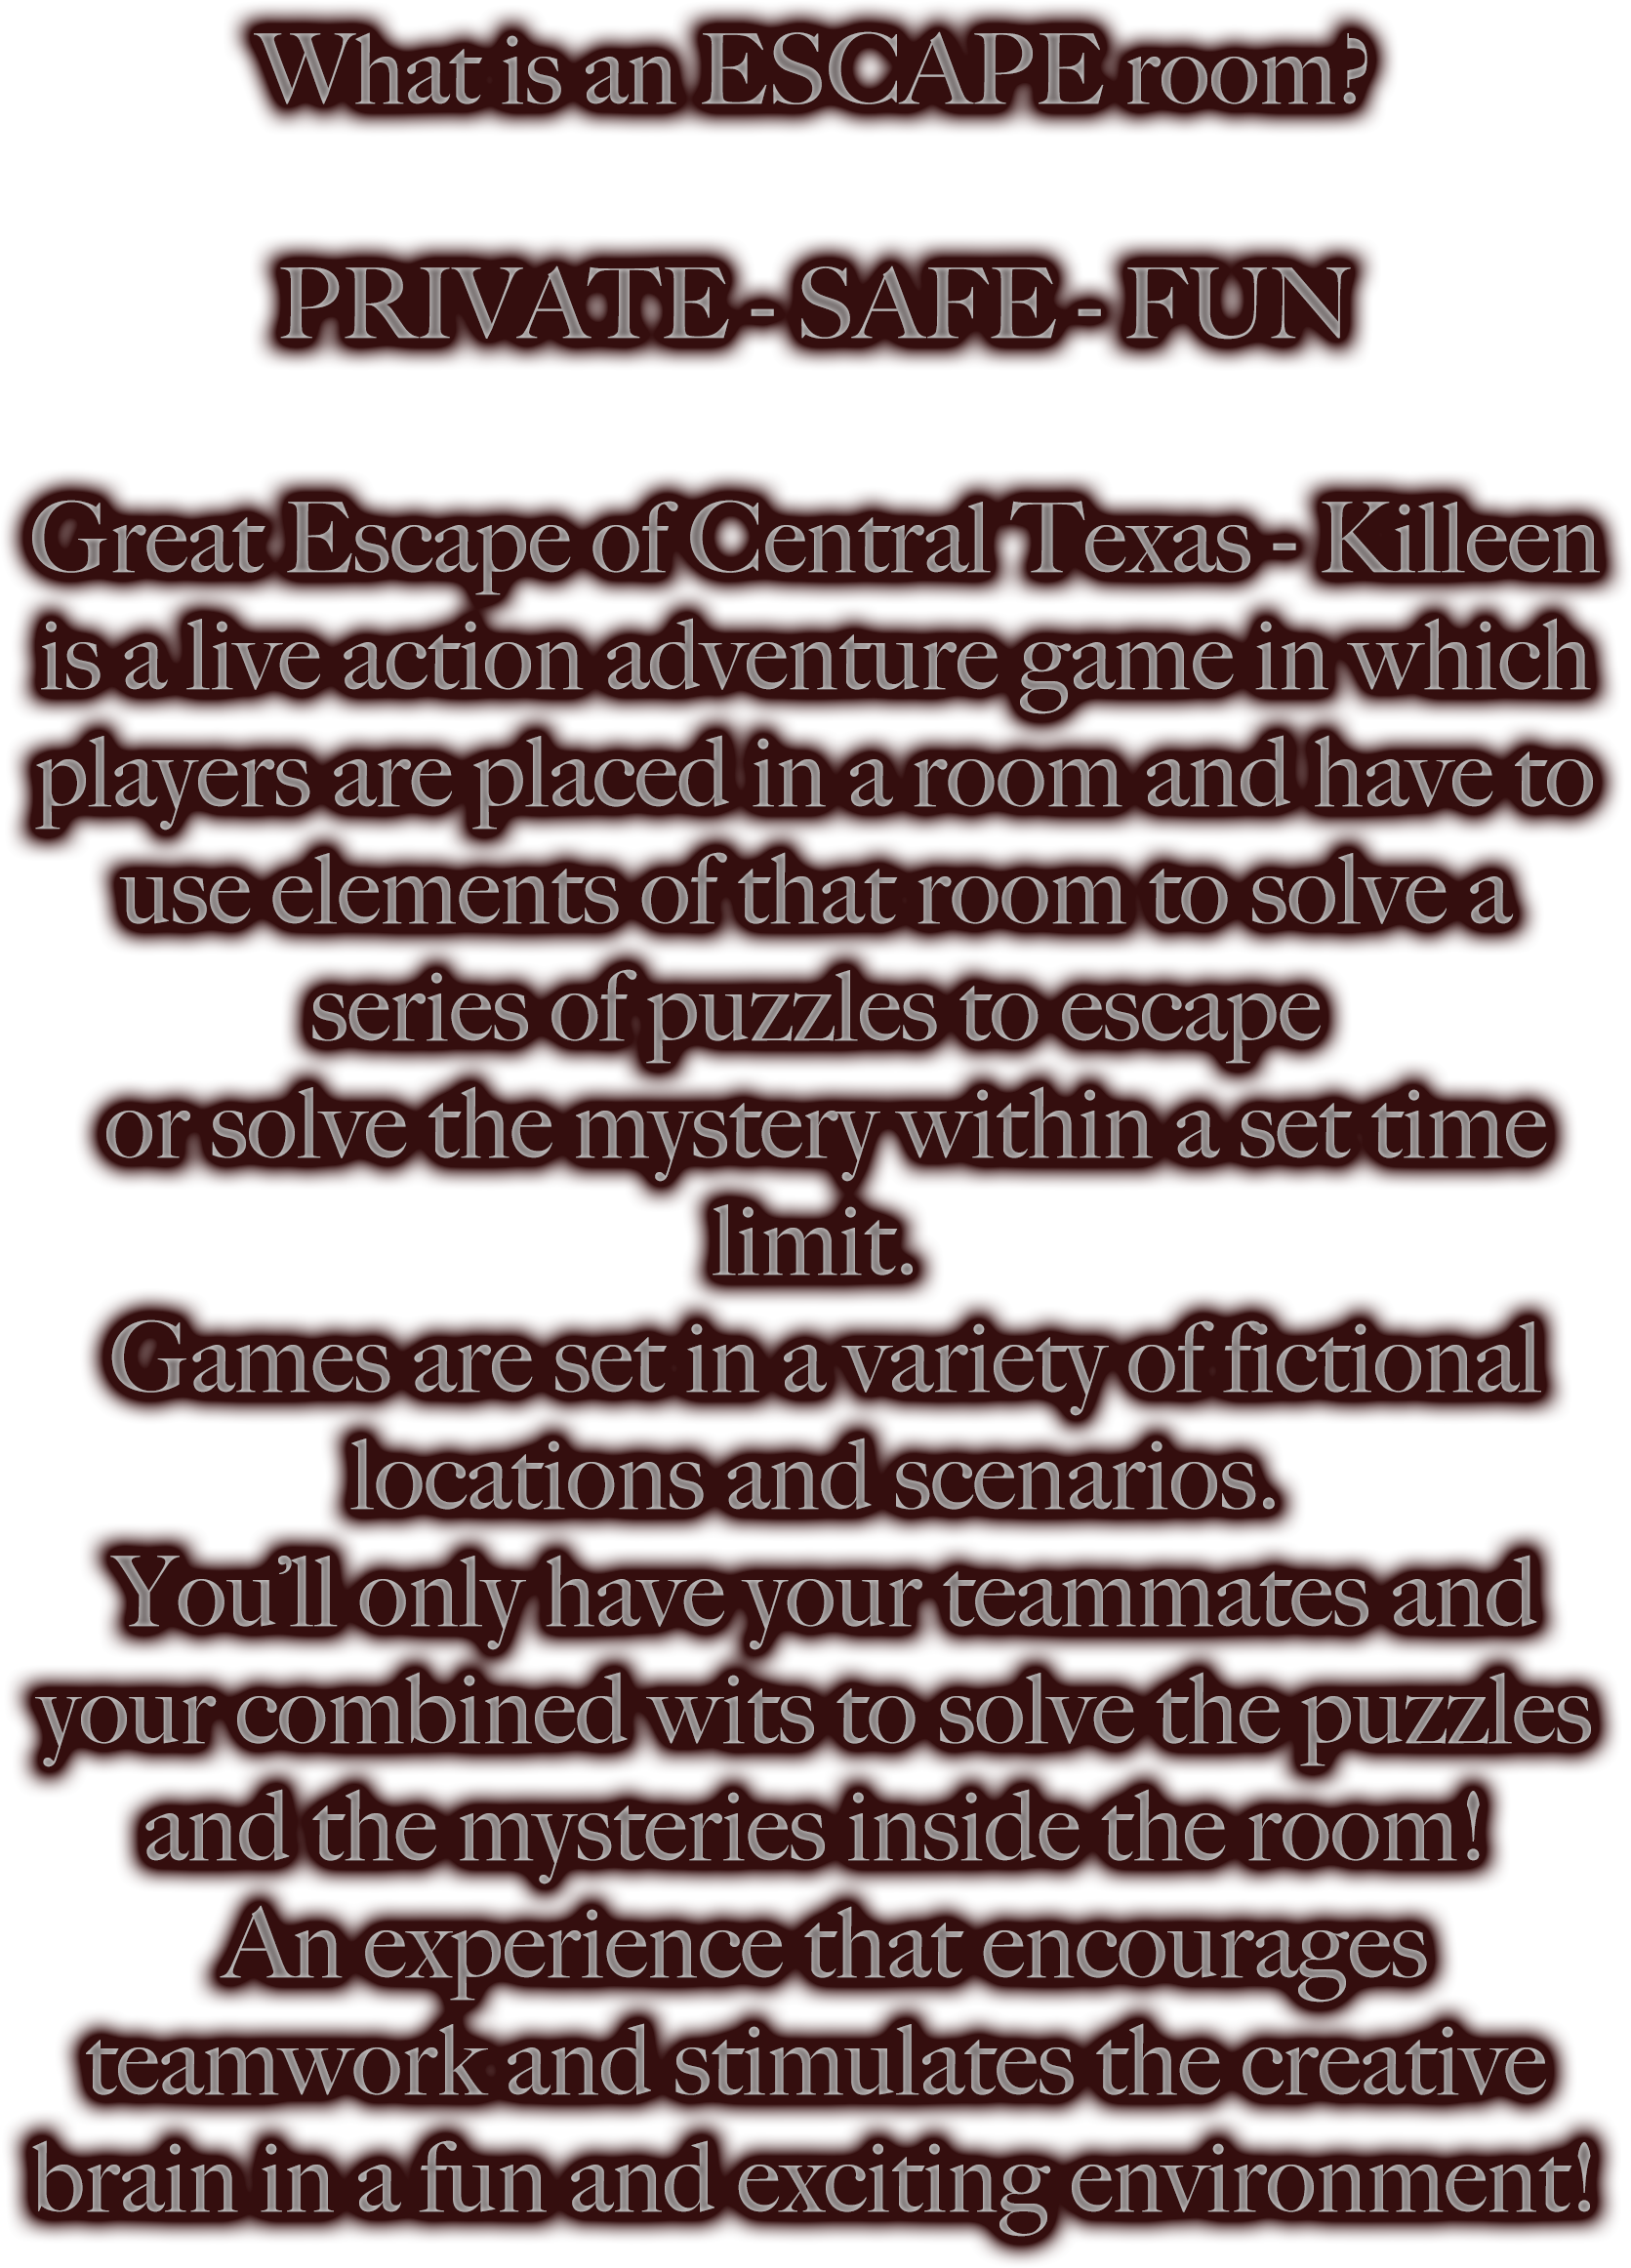 What is an ESCAPE room?
PRIVATE - SAFE - FUN
Great Escape of Central Texas - Killeen
is a live action adventure game in which
players are placed in a room and have to
use elements of that room to solve a
series of puzzles to escape
or solve the mystery within a set time
limit.
Games are set in a variety of fictional
locations and scenarios.
You’ll only have your teammates and
your combined wits to solve the puzzles
and the mysteries inside the room!
An experience that encourages
teamwork and stimulates the creative
brain in a fun and exciting environment!